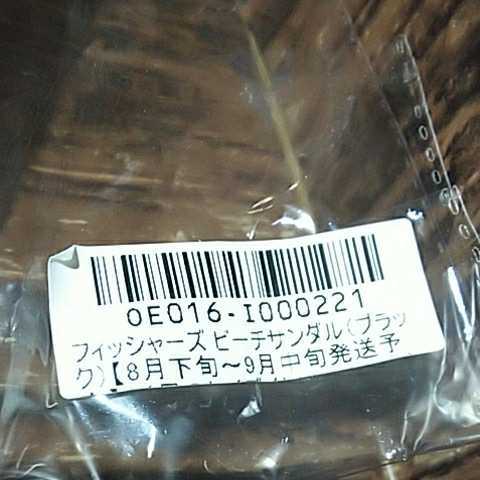 OE016-I000221
フィッシャーズ ビーチサンダル(ブラッ
ク)【8月下旬～9月中旬発送予